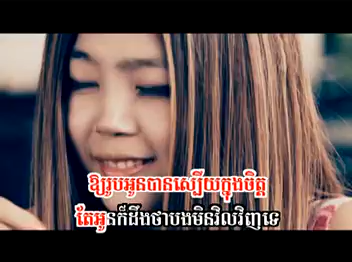 ឱ្យរូបអូនបានស្បើយក្នុងចិត្ត
តែអូនក៏ដឹងថាបងមិនវិលវិញទេ